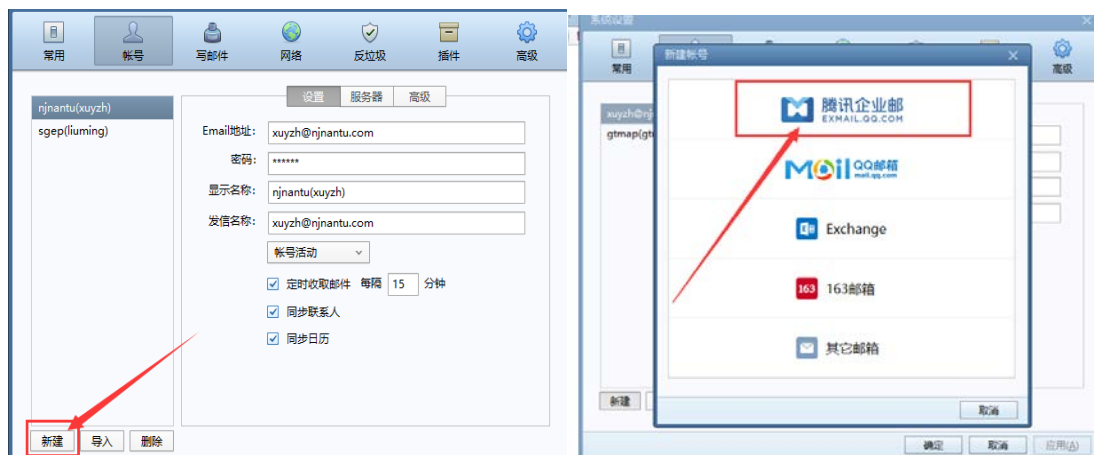 常用 帐号 写邮件 网络 反垃圾 插件 高级
njnantu(xuyzh)
sgep(liuming)
设置 服务器 高级
Email地址: xuyzh@njnantu.com
密码: ******
显示名称: njnantu(xuyzh)
发信名称: xuyzh@njnantu.com
帐号活动
定时收取邮件 每隔 15 分钟
同步联系人
同步日历
新建 导入 删除
系统设置
常用 高级
新建帐号
xuyzh@nj
gtmap(gt
腾讯企业邮
EXMAIL.QQ.COM
Mail QQ邮箱
mail.qq.com
Exchange
163 163邮箱
其它邮箱
新建
取消
确定 取消 应用(A)